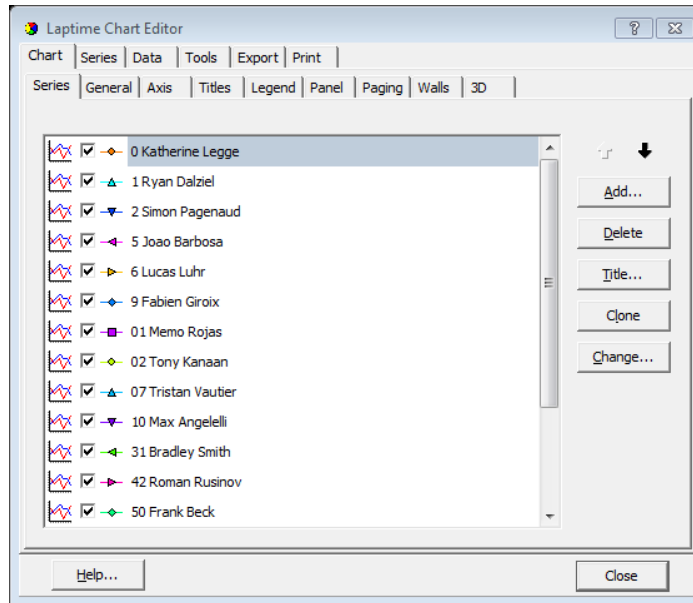 Laptime Chart Editor
Chart Series Data Tools Export Print
Series General Axis Titles Legend Panel Paging Walls 3D
0 Katherine Legge
1 Ryan Dalziel
2 Simon Pagenaud
5 Joao Barbosa
6 Lucas Luhr
9 Fabien Giroix
01 Memo Rojas
02 Tony Kanaan
07 Tristan Vautier
10 Max Angelelli
31 Bradley Smith
42 Roman Rusinov
50 Frank Beck
Add...
Delete
Title...
Clone
Change...
Help...
Close